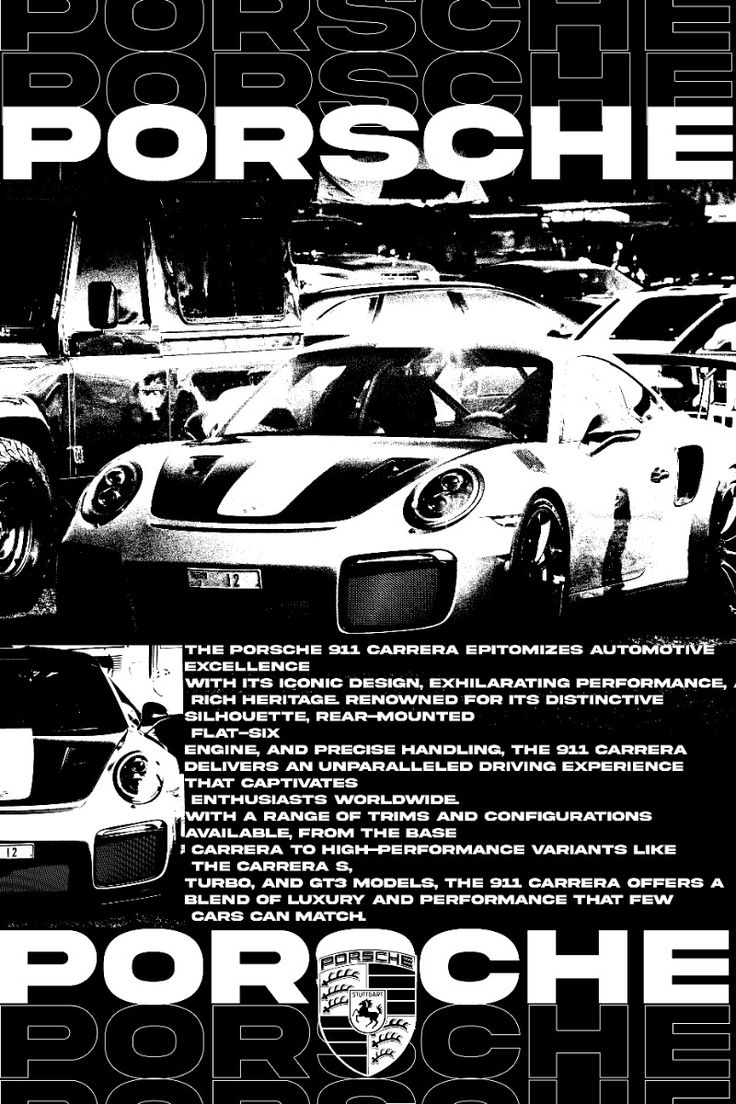 PORSCHE
PORSCHE
PORSCHE
12
THE PORSCHE 911 CARRERA EPITOMIZES AUTOMOTIVE
EXCELLENCE
WITH ITS ICONIC DESIGN, EXHILARATING PERFORMANCE,
RICH HERITAGE. RENOWNED FOR ITS DISTINCTIVE
SILHOUETTE, REAR-MOUNTED
FLAT-SIX
ENGINE, AND PRECISE HANDLING, THE 911 CARRERA
DELIVERS AN UNPARALLELED DRIVING EXPERIENCE
THAT CAPTIVATES
ENTHUSIASTS WORLDWIDE.
WITH A RANGE OF TRIMS AND CONFIGURATIONS
AVAILABLE, FROM THE BASE
CARRERA TO HIGH-PERFORMANCE VARIANTS LIKE
THE CARRERA S,
TURBO, AND GT3 MODELS, THE 911 CARRERA OFFERS A
BLEND OF LUXURY AND PERFORMANCE THAT FEW
CARS CAN MATCH.
12
POR CHE
PORSCHE
STUTTGART
PORSCHE
PORSCHE